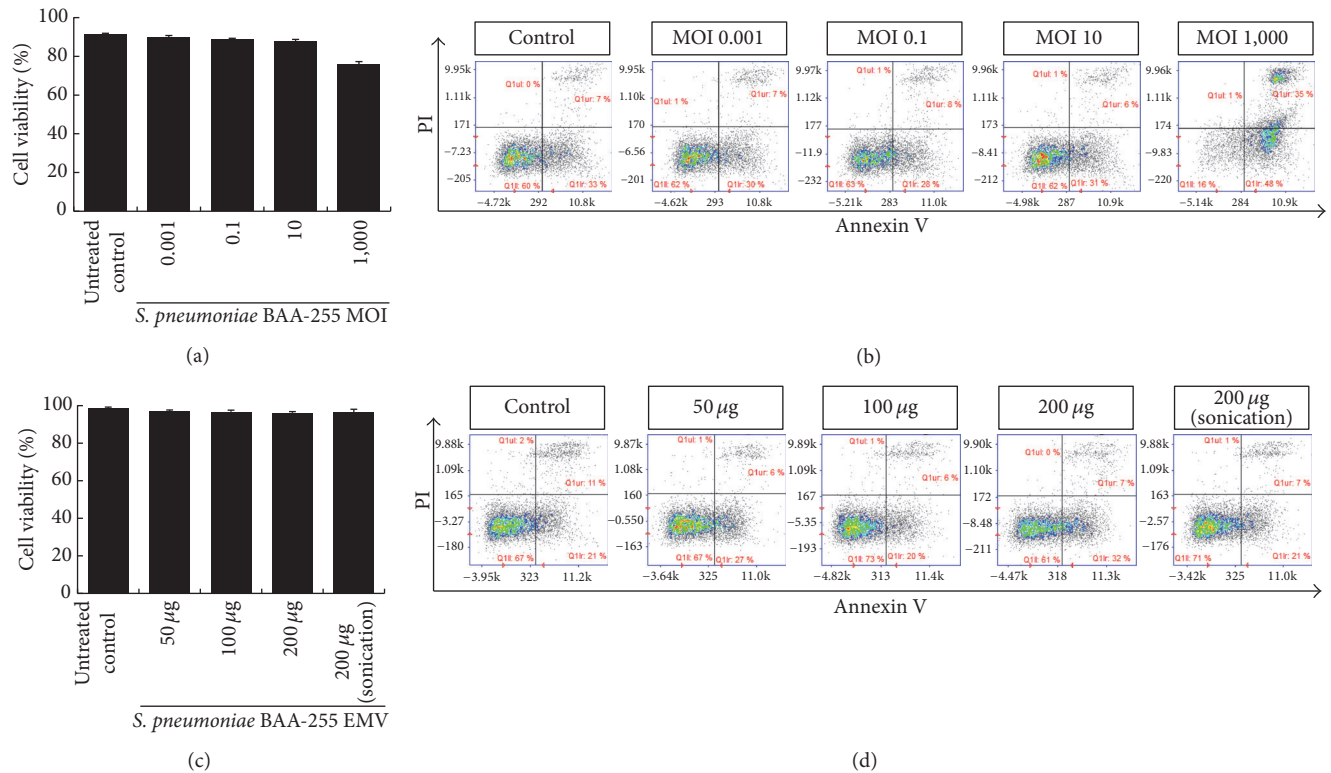 Cell viability (%)
100
80
60
40
20
0
Untreated
control
0.001
0.1
10
1,000
S. pneumoniae BAA-255 MOI
(a)
PI
Control
9.95k
1.11k
171
−7.23
−205
Q1ul: 0 %
Q1ur: 7 %
Q1ll: 60 %
Q1lr: 33 %
−4.72k 292 10.8k
MOI 0.001
9.94k
1.10k
170
−6.56
−201
Q1ul: 1 %
Q1ur: 7 %
Q1ll: 62 %
Q1lr: 30 %
−4.62k 293 10.8k
MOI 0.1
9.97k
1.11k
177
−11.9
−232
Q1ul: 1 %
Q1ur: 8 %
Q1ll: 63 %
Q1lr: 28 %
−5.21k 283 11.0k
MOI 10
9.96k
1.11k
173
−8.41
−212
Q1ul: 1 %
Q1ur: 6 %
Q1ll: 62 %
Q1lr: 31 %
−4.98k 287 10.9k
MOI 1,000
9.96k
1.11k
174
−9.83
−220
Q1ul: 1 %
Q1ur: 35 %
Q1ll: 16 %
Q1lr: 48 %
−5.14k 284 10.9k
Annexin V
(b)
Cell viability (%)
100
80
60
40
20
0
Untreated
control
50 μg
100 μg
200 μg
200 μg
(sonication)
S. pneumoniae BAA-255 EMV
(c)
PI
Control
9.88k
1.09k
165
−3.27
−180
Q1ul: 2 %
Q1ur: 11 %
Q1ll: 67 %
Q1lr: 21 %
−3.95k 323 11.2k
50 μg
9.87k
1.08k
160
−0.550
−163
Q1ul: 1 %
Q1ur: 6 %
Q1ll: 67 %
Q1lr: 27 %
−3.64k 325 11.0k
100 μg
9.89k
1.10k
167
−5.35
−193
Q1ul: 1 %
Q1ur: 6 %
Q1ll: 73 %
Q1lr: 20 %
−4.82k 313 11.4k
200 μg
9.90k
1.10k
172
−8.48
−211
Q1ul: 0 %
Q1ur: 7 %
Q1ll: 61 %
Q1lr: 32 %
−4.47k 318 11.3k
200 μg
(sonication)
9.88k
1.09k
163
−2.57
−176
Q1ul: 1 %
Q1ur: 7 %
Q1ll: 71 %
Q1lr: 21 %
−3.42k 325 11.0k
Annexin V
(d)